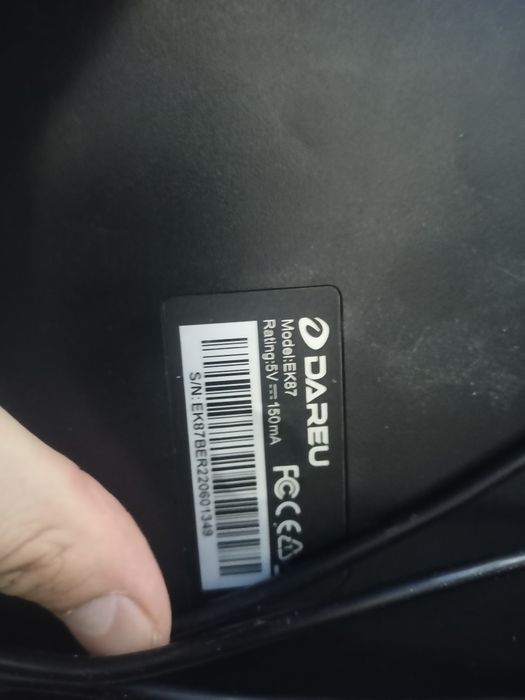 DAREU
Model:EK87
Rating:5V⎓150mA
FC CE
S/N:EK87BER220601349